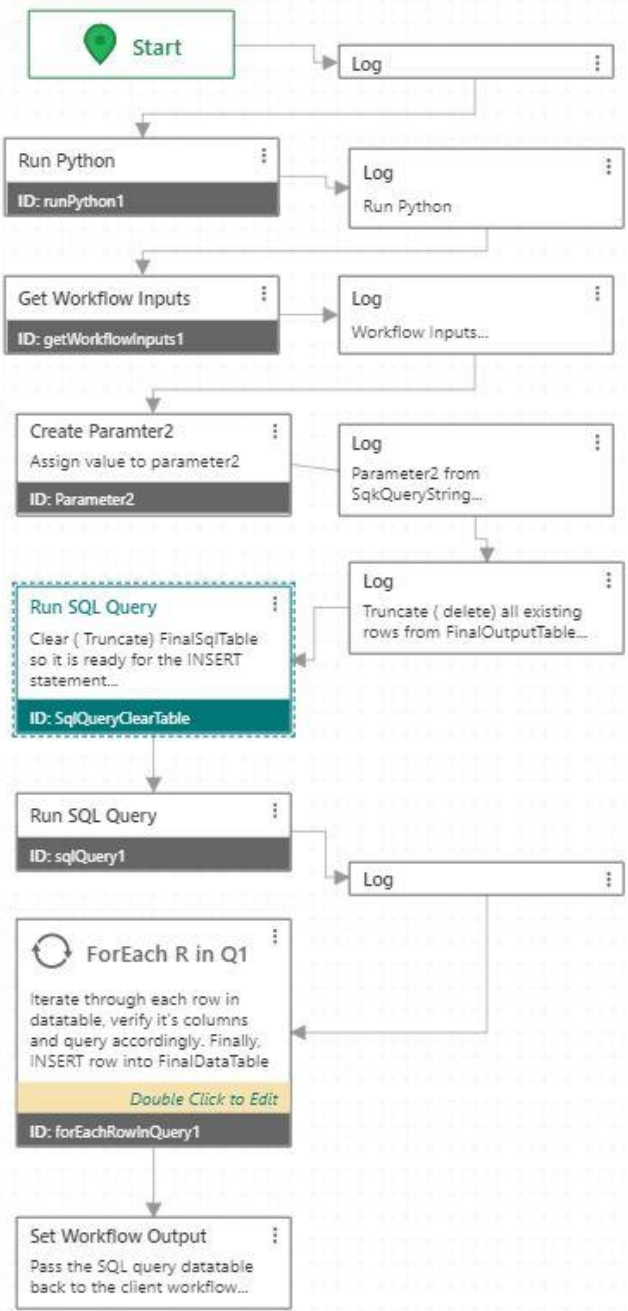 Start
Log
Run Python
ID: runPython1
Log
Run Python
Get Workflow Inputs
ID: getWorkflowInputs1
Log
Workflow Inputs...
Create Paramter2
Assign value to parameter2
ID: Parameter2
Log
Parameter2 from
SqkQueryString...
Log
Truncate ( delete) all existing
rows from FinalOutputTable...
Run SQL Query
Clear ( Truncate) FinalSqlTable
so it is ready for the INSERT
statement...
ID: SqlQueryClearTable
Run SQL Query
ID: sqlQuery1
Log
ForEach R in Q1
Iterate through each row in
datatable, verify it's columns
and query accordingly. Finally,
INSERT row into FinalDataTable
Double Click to Edit
ID: forEachRowInQuery1
Set Workflow Output
Pass the SQL query datatable
back to the client workflow...